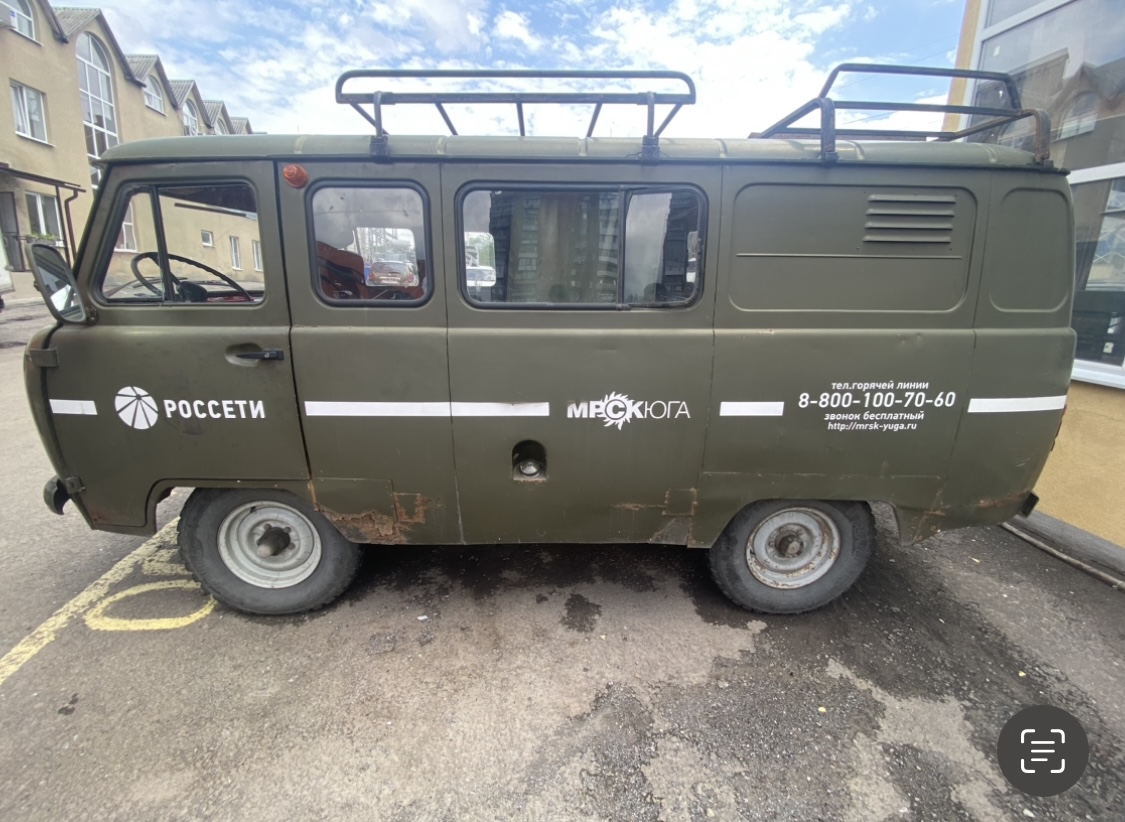 РОССЕТИ
МРСК ЮГА
тел.горячей линии
8-800-100-70-60
звонок бесплатный
http://mrsk-yuga.ru